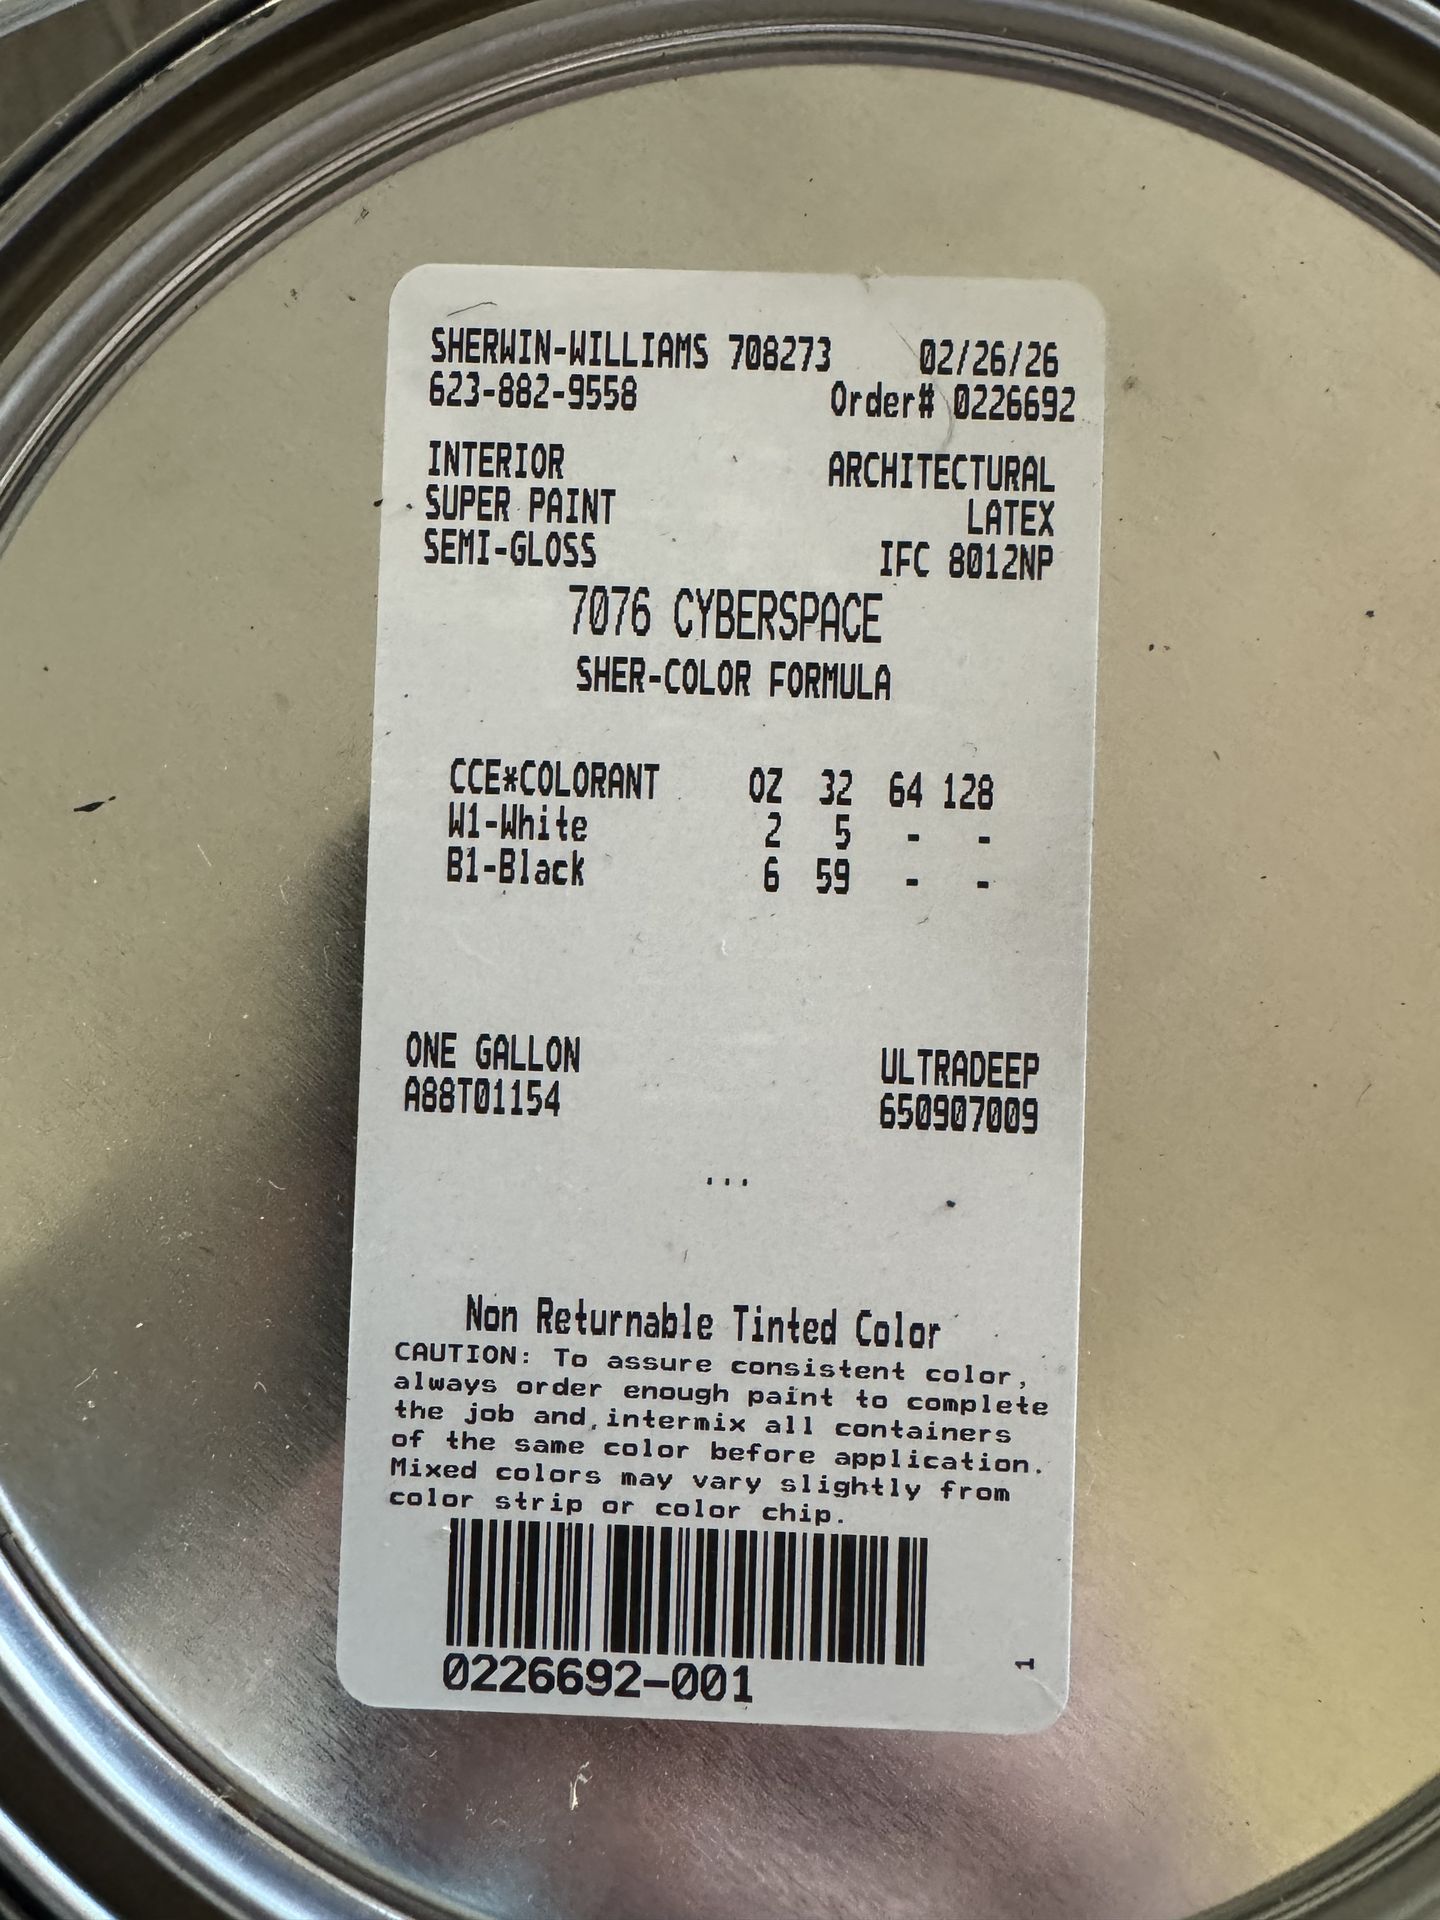 SHERWIN-WILLIAMS 708273 02/26/26
623-882-9558 Order# 0226692
INTERIOR ARCHITECTURAL
SUPER PAINT LATEX
SEMI-GLOSS IFC 8012NP
7076 CYBERSPACE
SHER-COLOR FORMULA
CCE*COLORANT OZ 32 64 128
W1-White 2 5 - -
B1-Black 6 59 - -
ONE GALLON ULTRADEEP
A88T01154 650907009
...
Non Returnable Tinted Color
CAUTION: To assure consistent color,
always order enough paint to complete
the job and intermix all containers
of the same color before application.
Mixed colors may vary slightly from
color strip or color chip.
0226692-001
1